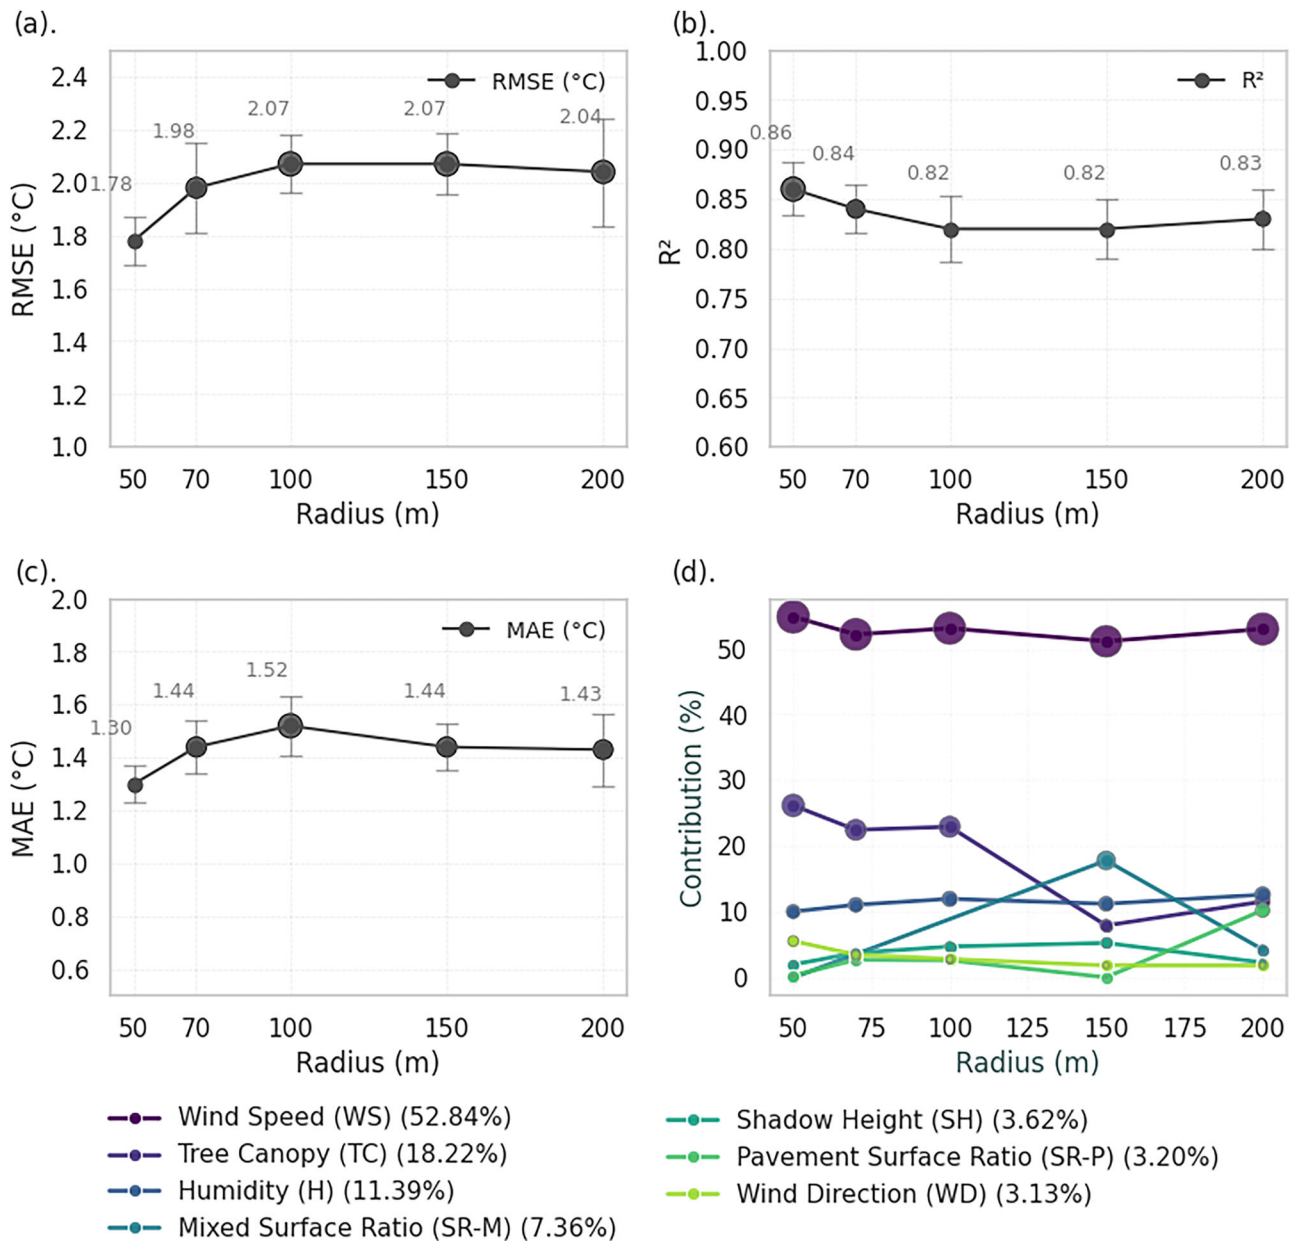 (a).
RMSE (°C)
2.4
2.2
2.0
1.8
1.6
1.4
1.2
1.0
RMSE (°C)
1.78
1.98
2.07
2.07
2.04
50 70 100 150 200
Radius (m)
(b).
R²
1.00
0.95
0.90
0.85
0.80
0.75
0.70
0.65
0.60
R²
0.86
0.84
0.82
0.82
0.83
50 70 100 150 200
Radius (m)
(c).
MAE (°C)
2.0
1.8
1.6
1.4
1.2
1.0
0.8
0.6
MAE (°C)
1.30
1.44
1.52
1.44
1.43
50 70 100 150 200
Radius (m)
(d).
Contribution (%)
50
40
30
20
10
0
50 75 100 125 150 175 200
Radius (m)
Wind Speed (WS) (52.84%)
Tree Canopy (TC) (18.22%)
Humidity (H) (11.39%)
Mixed Surface Ratio (SR-M) (7.36%)
Shadow Height (SH) (3.62%)
Pavement Surface Ratio (SR-P) (3.20%)
Wind Direction (WD) (3.13%)